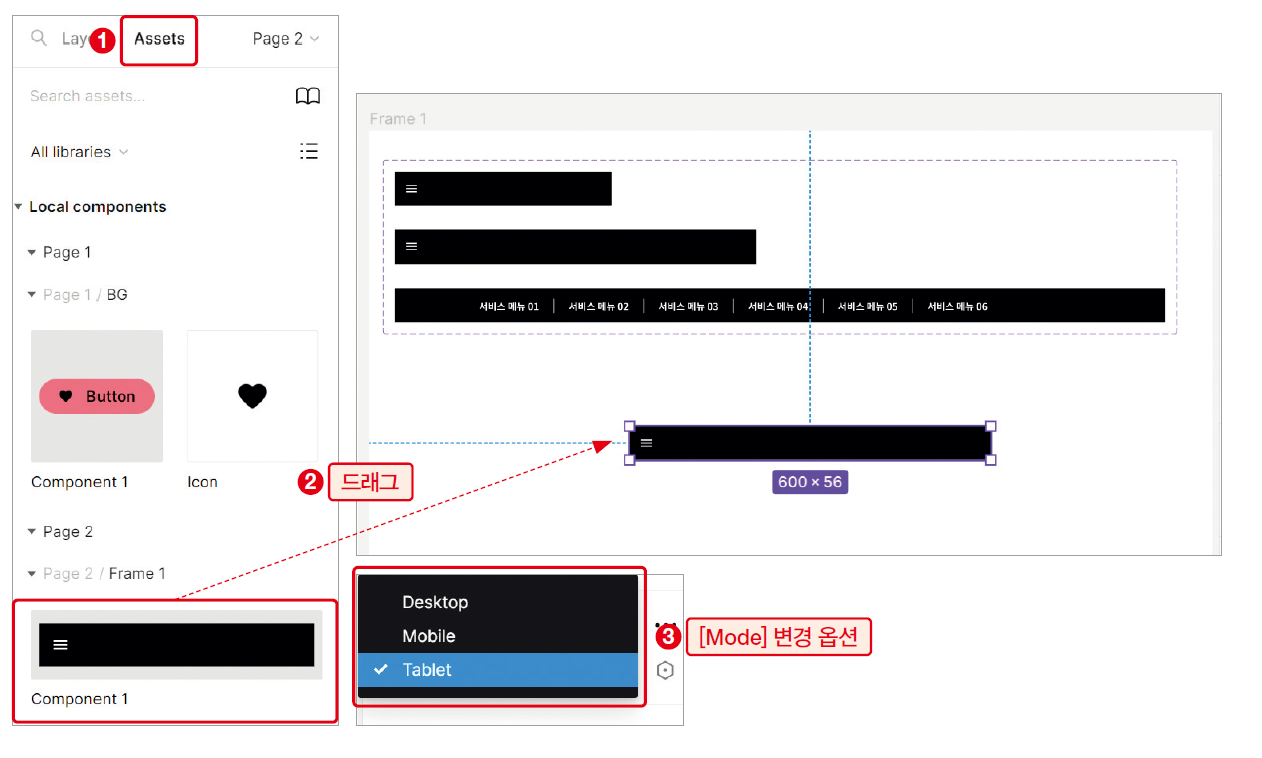 Lay
1
Assets
Page 2
Search assets...
All libraries
Local components
Page 1
Page 1 / BG
Button
Component 1
Icon
2
드래그
Page 2
Page 2 / Frame 1
Component 1
Frame 1
서비스 메뉴 01
서비스 메뉴 02
서비스 메뉴 03
서비스 메뉴 04
서비스 메뉴 05
서비스 메뉴 06
600 × 56
Desktop
Mobile
Tablet
3
[Mode] 변경 옵션